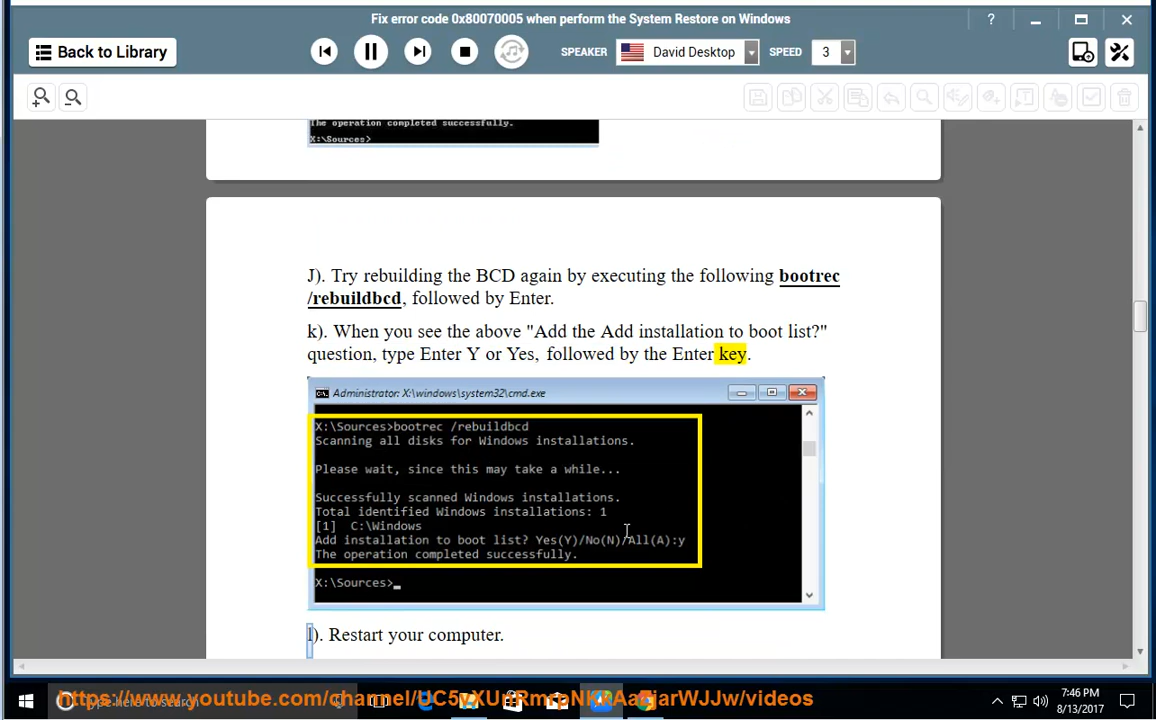 Fix error code 0x80070005 when perform the System Restore on Windows
?
Back to Library
SPEAKER
David Desktop
SPEED
3
The operation completed successfully.
X:\Sources>
J). Try rebuilding the BCD again by executing the following bootrec
/rebuildbcd, followed by Enter.
k). When you see the above "Add the Add installation to boot list?"
question, type Enter Y or Yes, followed by the Enter key.
Administrator: X:\windows\system32\cmd.exe
X:\Sources>bootrec /rebuildbcd
Scanning all disks for Windows installations.
Please wait, since this may take a while...
Successfully scanned Windows installations.
Total identified Windows installations: 1
[1] C:\Windows
Add installation to boot list? Yes(Y)/No(N)/All(A):y
The operation completed successfully.
X:\Sources>_
l). Restart your computer.
Type here to search
7:46 PM
8/13/2017